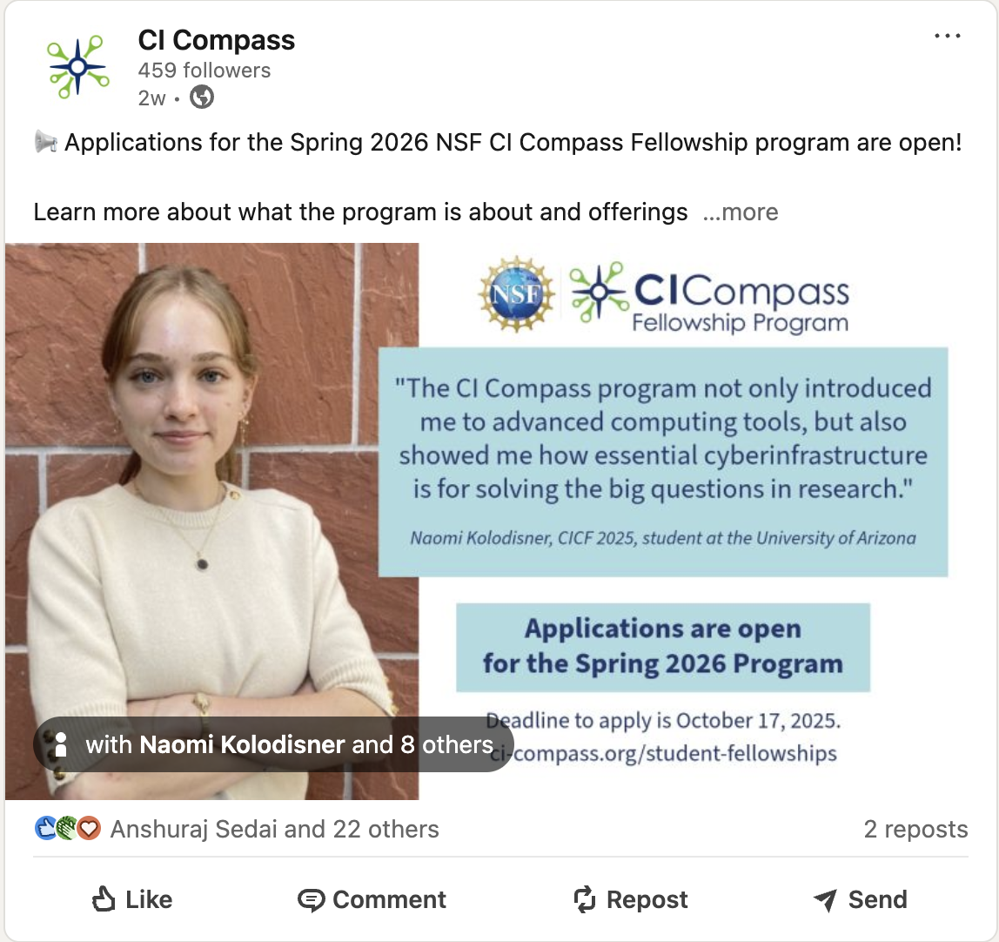 CI Compass
459 followers
2w •
Applications for the Spring 2026 NSF CI Compass Fellowship program are open!
Learn more about what the program is about and offerings ...more
NSF
CICompass
Fellowship Program
"The CI Compass program not only introduced
me to advanced computing tools, but also
showed me how essential cyberinfrastructure
is for solving the big questions in research."
Naomi Kolodisner, CICF 2025, student at the University of Arizona
Applications are open
for the Spring 2026 Program
Deadline to apply is October 17, 2025.
ci-compass.org/student-fellowships
with Naomi Kolodisner and 8 others
Anshuraj Sedai and 22 others
2 reposts
Like
Comment
Repost
Send